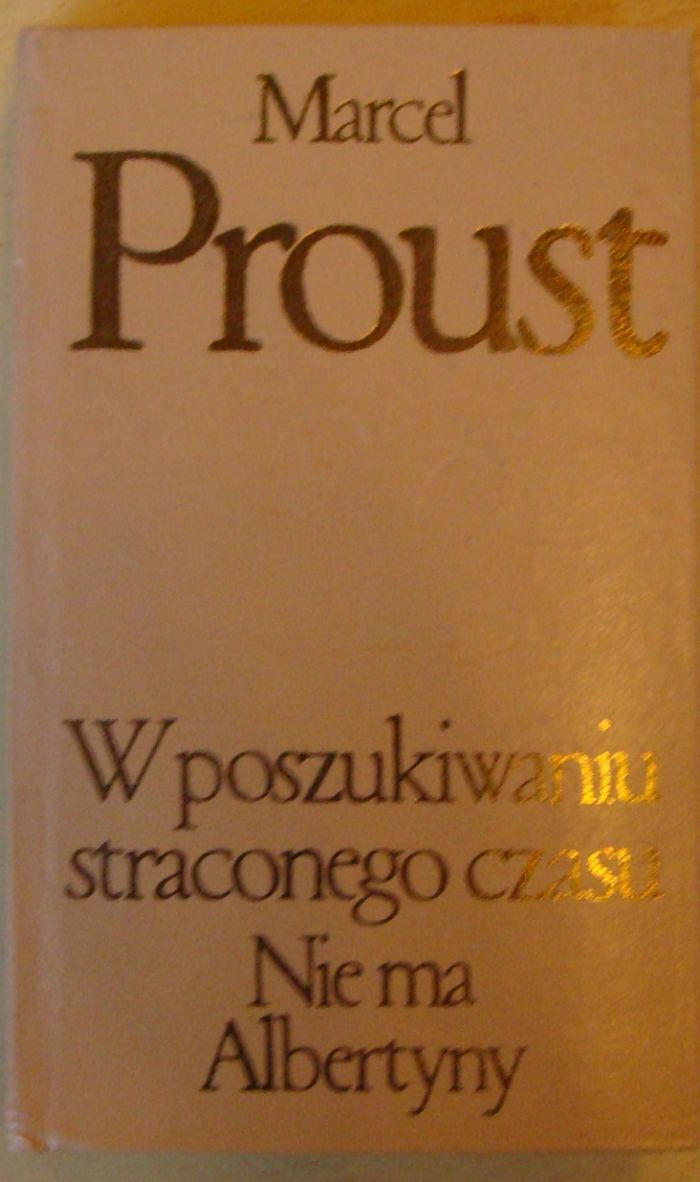 Marcel
Proust
W poszukiwaniu
straconego czasu
Nie ma
Albertyny